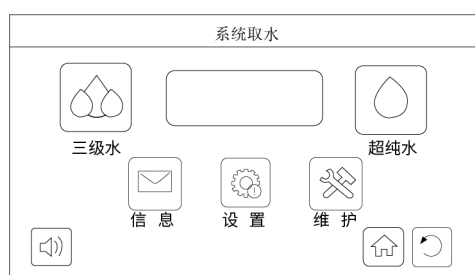 系统取水
三级水
超纯水
信 息
设 置
维 护